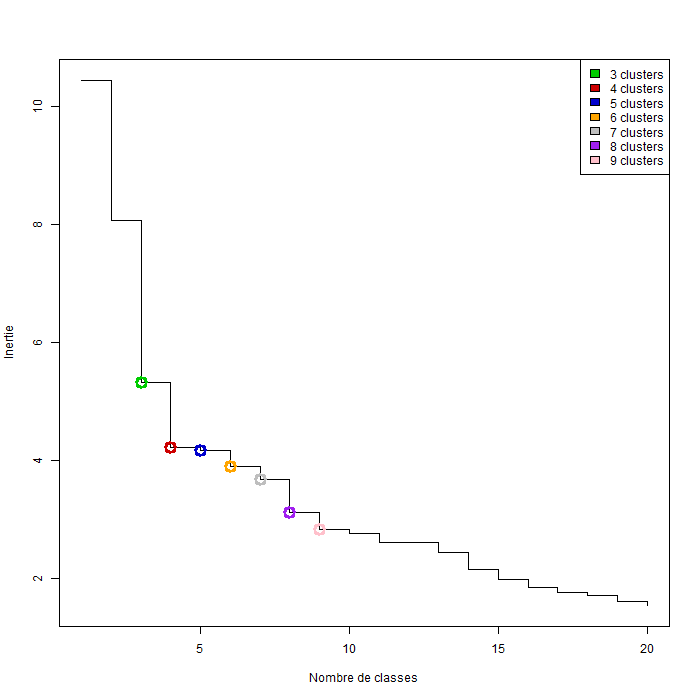 3 clusters
4 clusters
5 clusters
6 clusters
7 clusters
8 clusters
9 clusters
10
8
6
4
2
Inertie
5
10
15
20
Nombre de classes